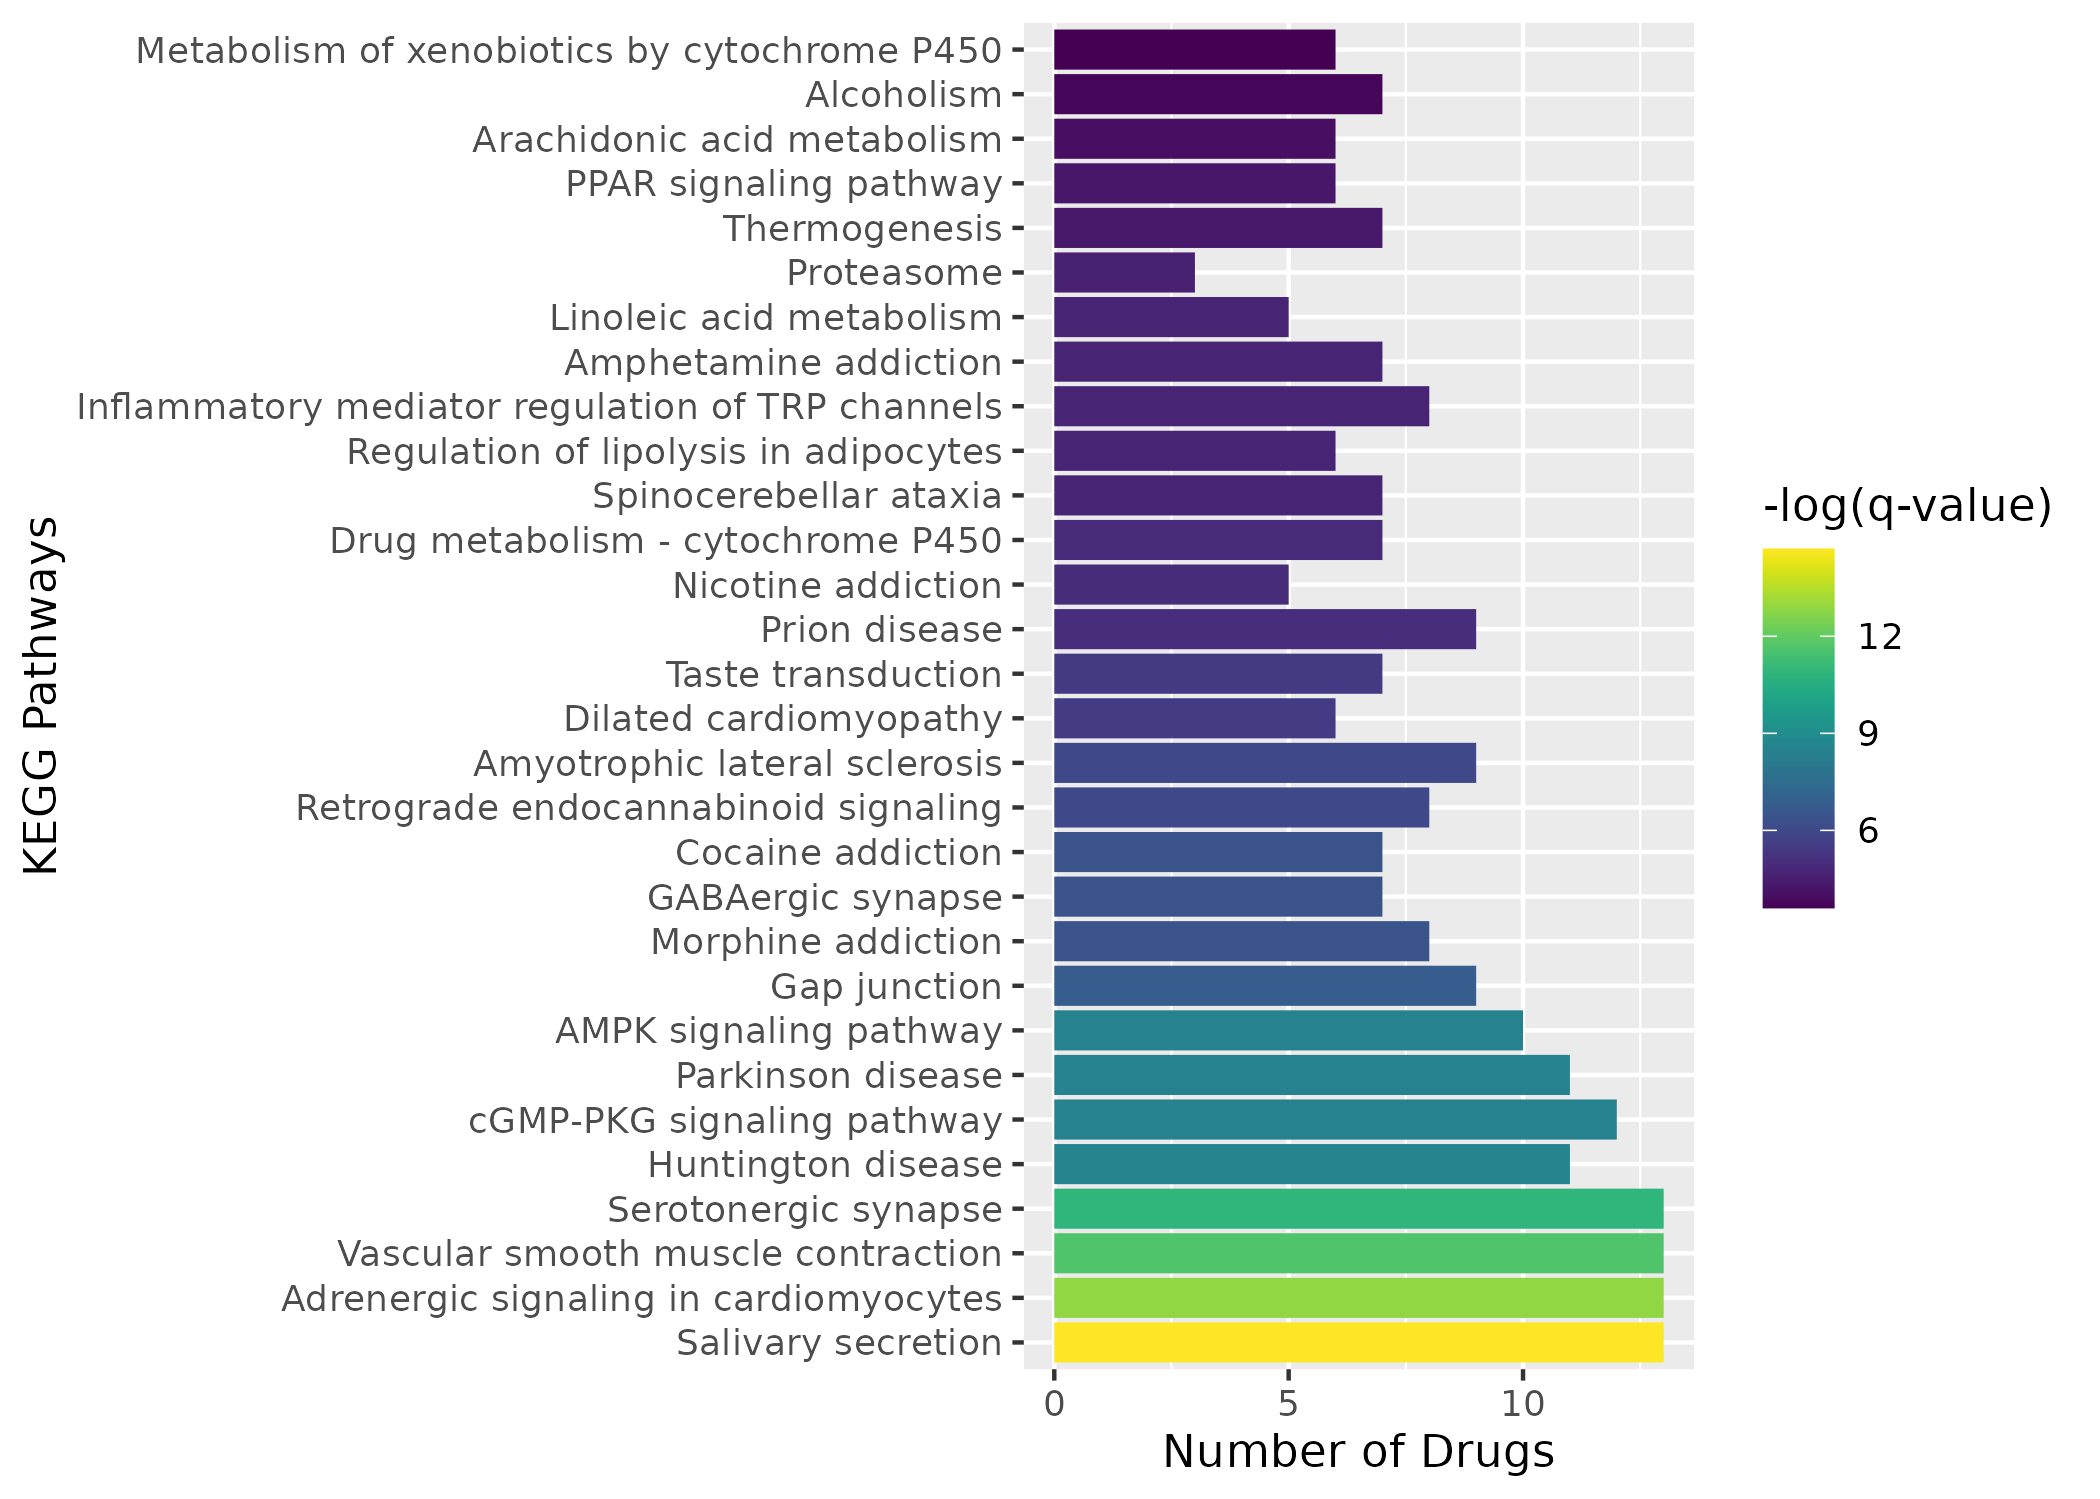 Metabolism of xenobiotics by cytochrome P450
Alcoholism
Arachidonic acid metabolism
PPAR signaling pathway
Thermogenesis
Proteasome
Linoleic acid metabolism
Amphetamine addiction
Inflammatory mediator regulation of TRP channels
Regulation of lipolysis in adipocytes
Spinocerebellar ataxia
Drug metabolism - cytochrome P450
Nicotine addiction
Prion disease
Taste transduction
Dilated cardiomyopathy
Amyotrophic lateral sclerosis
Retrograde endocannabinoid signaling
Cocaine addiction
GABAergic synapse
Morphine addiction
Gap junction
AMPK signaling pathway
Parkinson disease
cGMP-PKG signaling pathway
Huntington disease
Serotonergic synapse
Vascular smooth muscle contraction
Adrenergic signaling in cardiomyocytes
Salivary secretion
KEGG Pathways
0 5 10
Number of Drugs
-log(q-value)
12
9
6